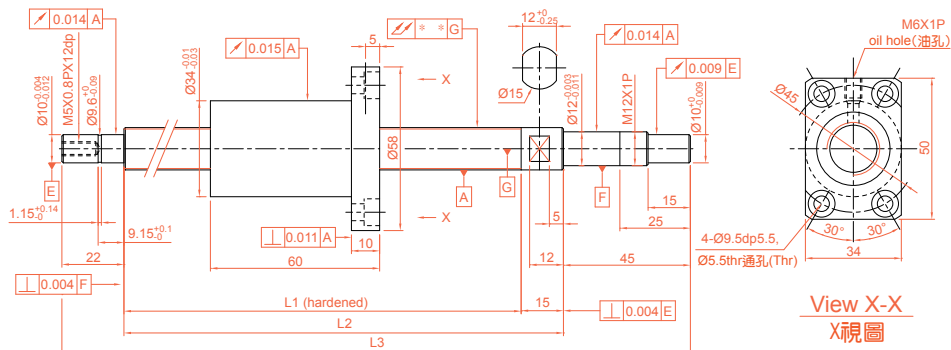 0.014 A
0.015 A
5
** G
12 +0 -0.25
0.014 A
M6X1P
oil hole(油孔)
0.009 E
Ø10 -0.004 -0.012
M5X0.8PX12dp
Ø9.6 +0 -0.09
Ø34 -0.01 -0.03
X
Ø58
Ø15
Ø12 -0.003 -0.011
M12X1P
Ø10 +0 -0.009
Ø45
50
E
A
G
F
X
1.15 +0.14 -0
9.15 +0.1 -0
0.011 A
10
5
15
25
4-Ø9.5dp5.5,
Ø5.5thr通孔(Thr)
30°
30°
22
60
12
45
34
0.004 F
L1 (hardened)
15
0.004 E
L2
L3
View X-X
X視圖